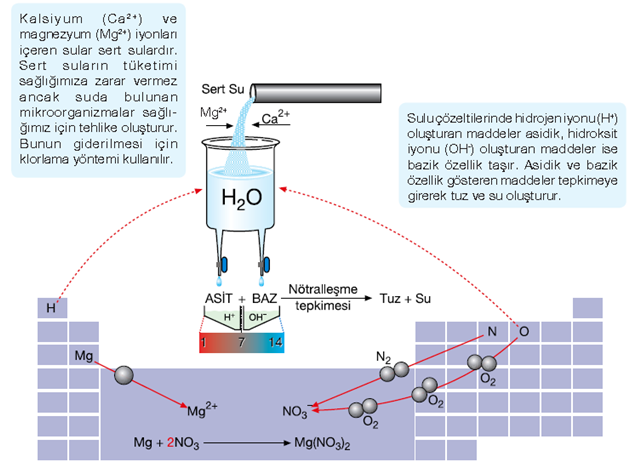 Kalsiyum (Ca²⁺) ve
magnezyum (Mg²⁺) iyonları
içeren sular sert sulardır.
Sert suların tüketimi
sağlığımıza zarar vermez
ancak suda bulunan
mikroorganizmalar sağlı-
ğımız için tehlike oluşturur.
Bunun giderilmesi için
klorlama yöntemi kullanılır.
Sert Su
Mg²⁺ Ca²⁺
H₂O
Sulu çözeltilerinde hidrojen iyonu (H⁺)
oluşturan maddeler asidik, hidroksit
iyonu (OH⁻) oluşturan maddeler ise
bazik özellik taşır. Asidik ve bazik
özellik gösteren maddeler tepkimeye
girerek tuz ve su oluşturur.
ASİT + BAZ Nötralleşme tepkimesi Tuz + Su
H⁺ OH⁻
1 7 14
H
N O
Mg
N₂
O₂
O₂
O₂
Mg²⁺
NO₃⁻
Mg + 2NO₃ Mg(NO₃)₂